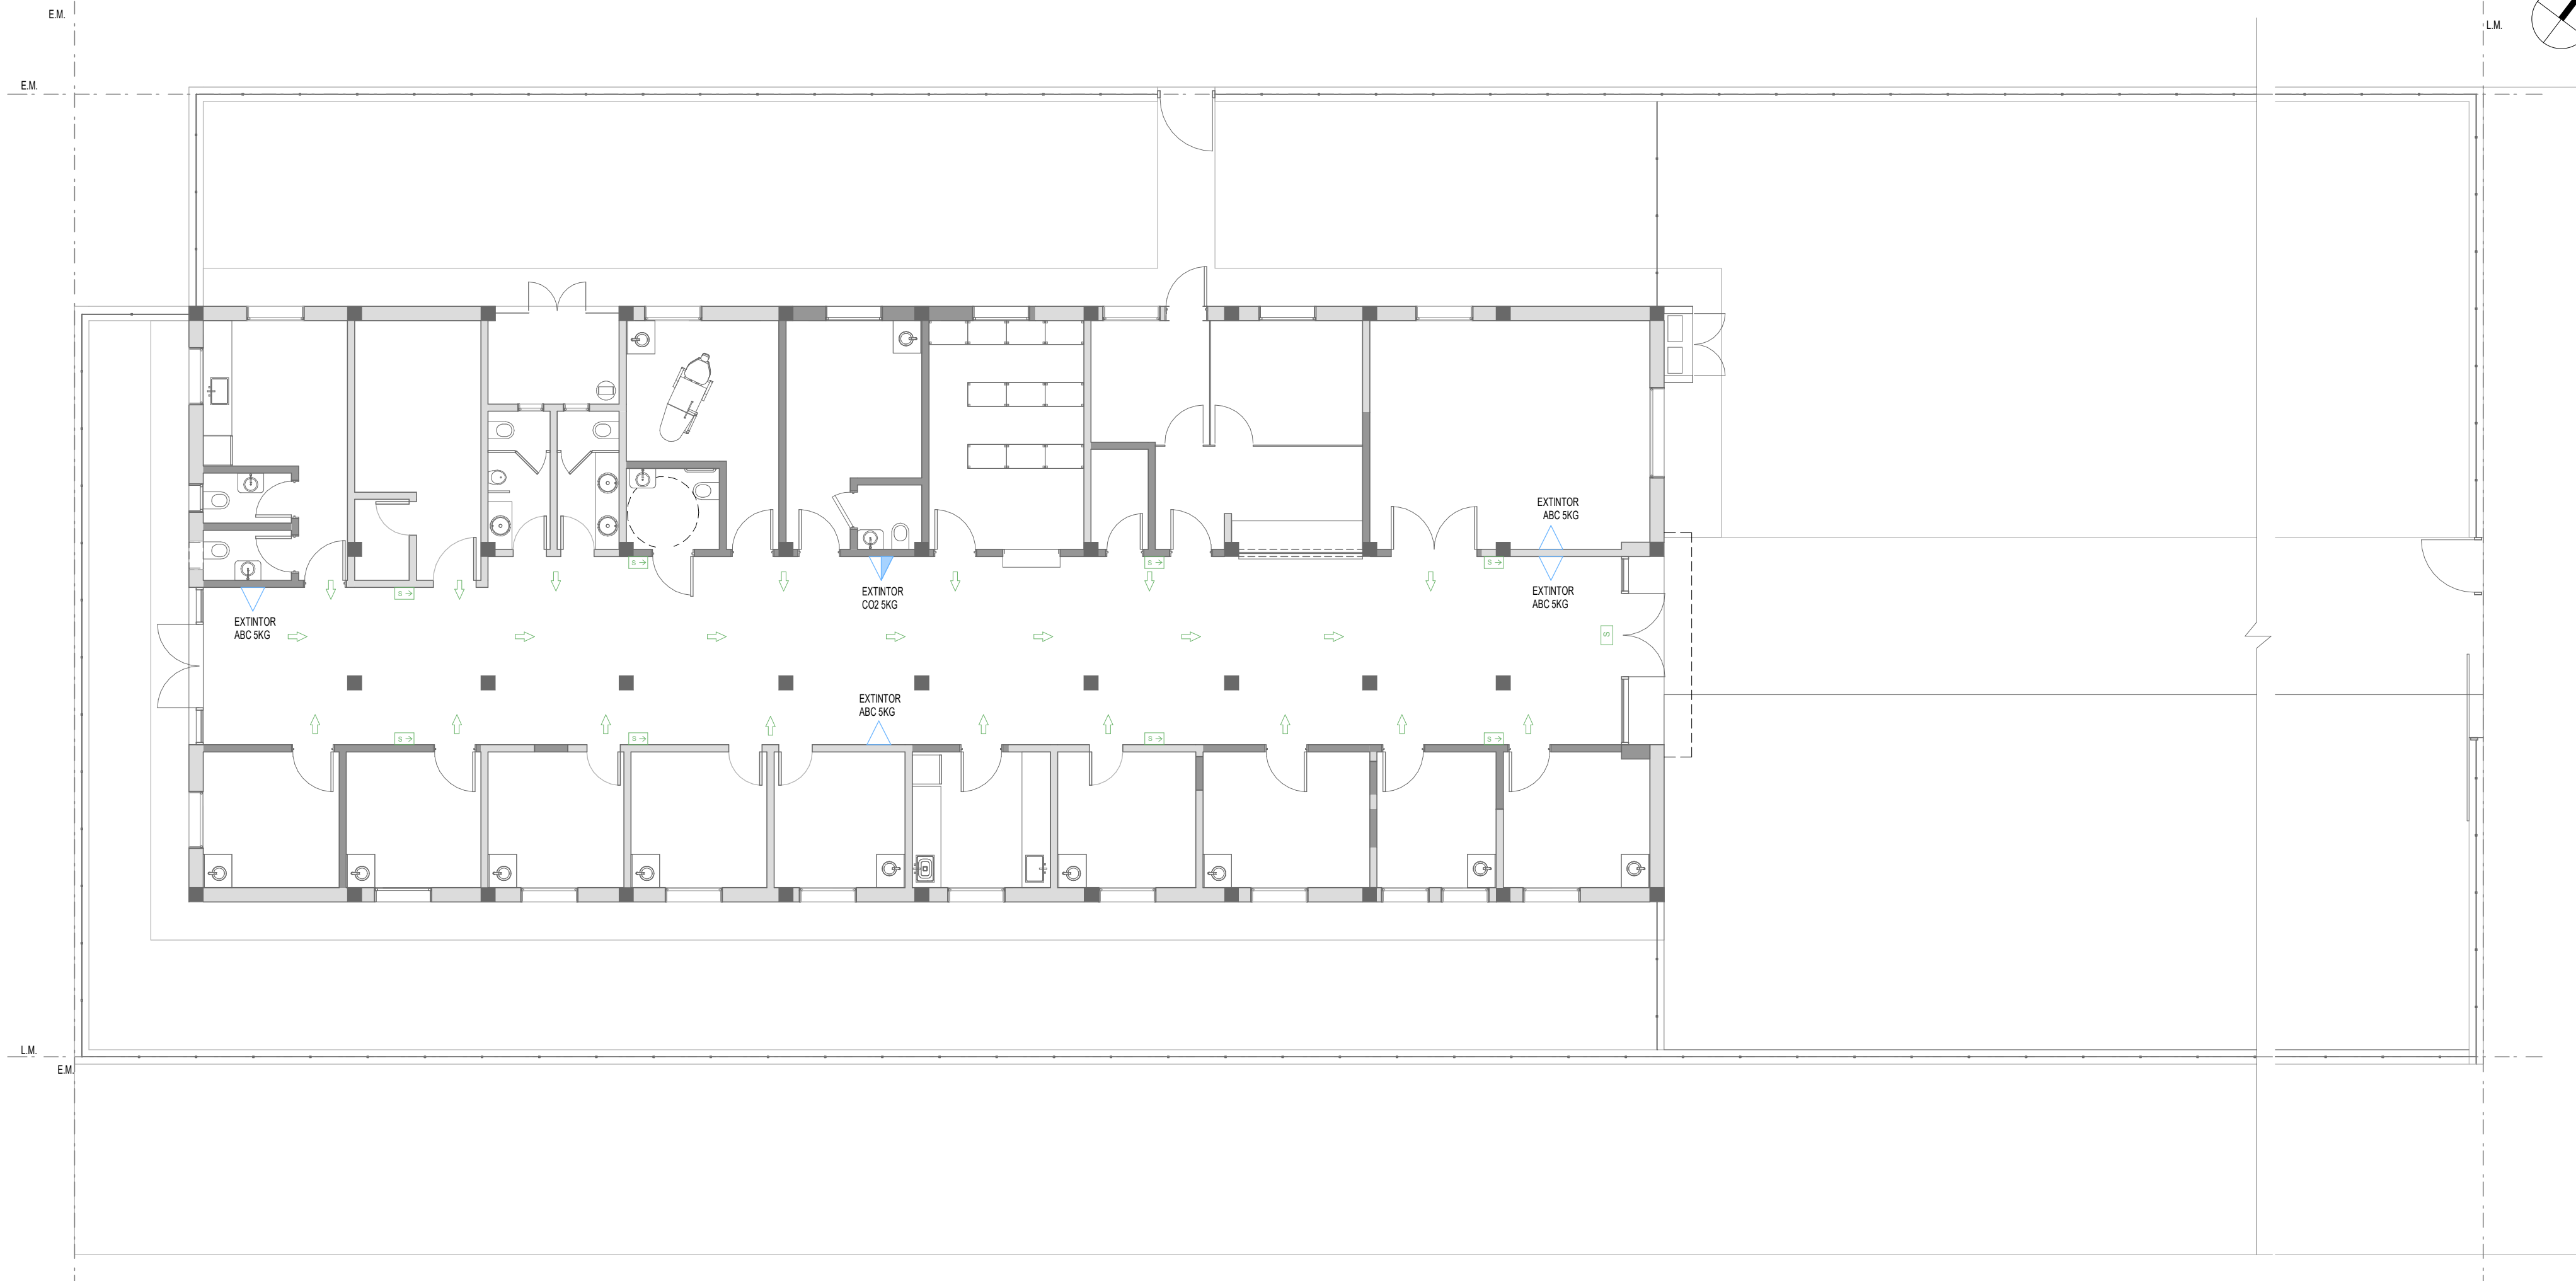 E.M.
L.M.
E.M.
EXTINTOR
ABC 5KG
S
S
S
EXTINTOR
CO2 5KG
EXTINTOR
ABC 5KG
S
EXTINTOR
ABC 5KG
S
EXTINTOR
ABC 5KG
S
S
S
S
L.M.
E.M.